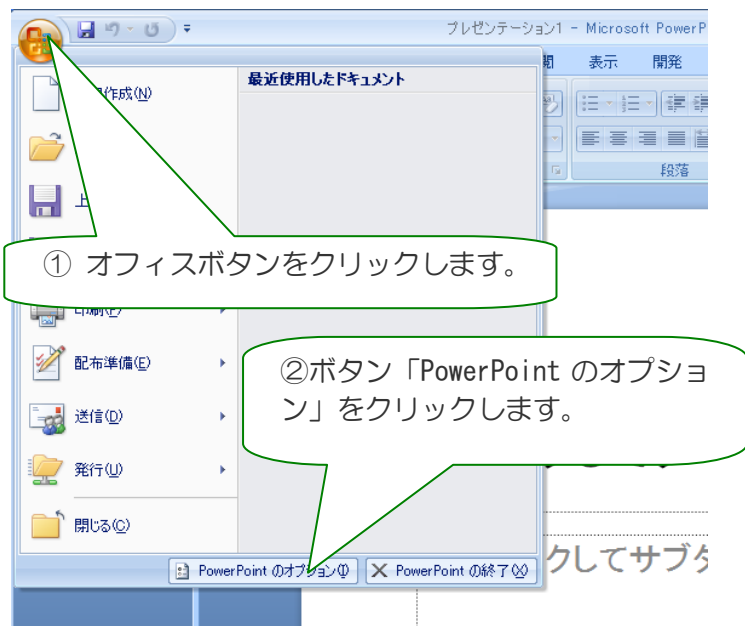 プレゼンテーション1 - Microsoft PowerP
表示 開発
最近使用したドキュメント
作成(N)
段落
① オフィスボタンをクリックします。
配布準備(E)
②ボタン「PowerPoint のオプショ
ン」をクリックします。
送信(D)
発行(U)
閉じる(C)
PowerPoint のオプション(I) PowerPoint の終了(X)
クしてサブタ